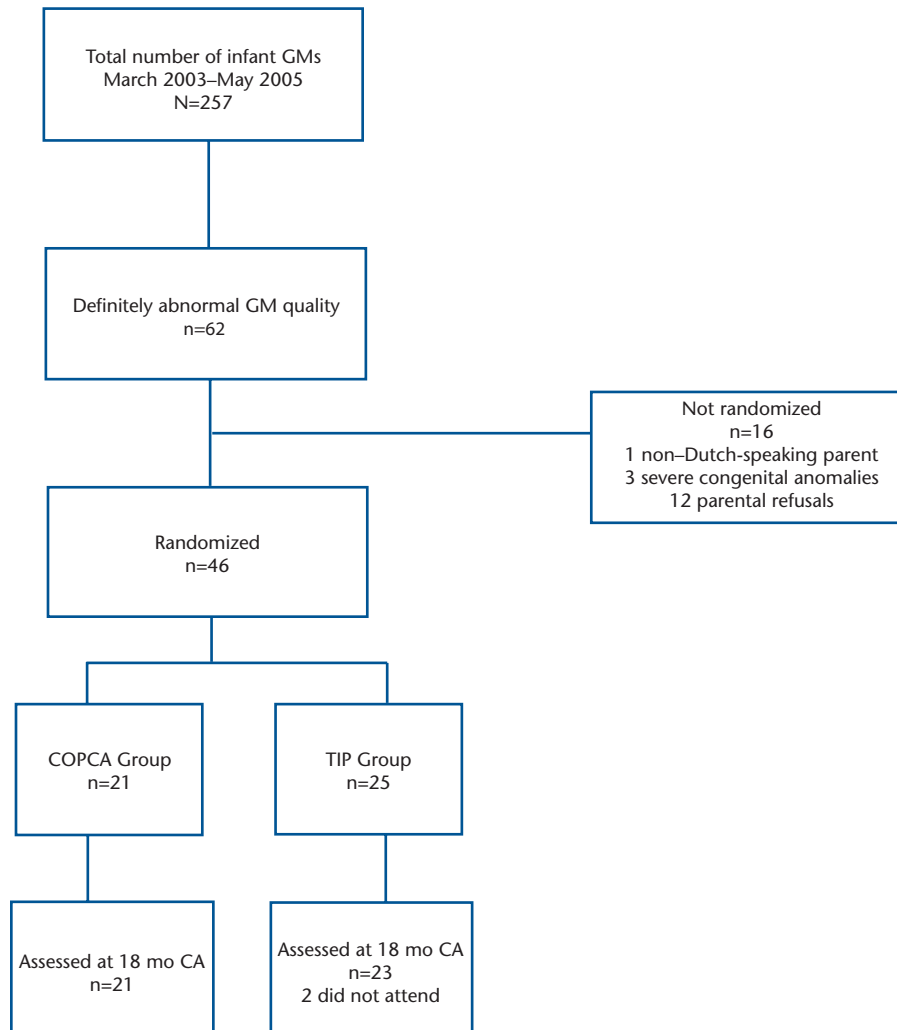 Total number of infant GMs
March 2003–May 2005
N=257
Definitely abnormal GM quality
n=62
Not randomized
n=16
1 non–Dutch-speaking parent
3 severe congenital anomalies
12 parental refusals
Randomized
n=46
COPCA Group
n=21
TIP Group
n=25
Assessed at 18 mo CA
n=21
Assessed at 18 mo CA
n=23
2 did not attend